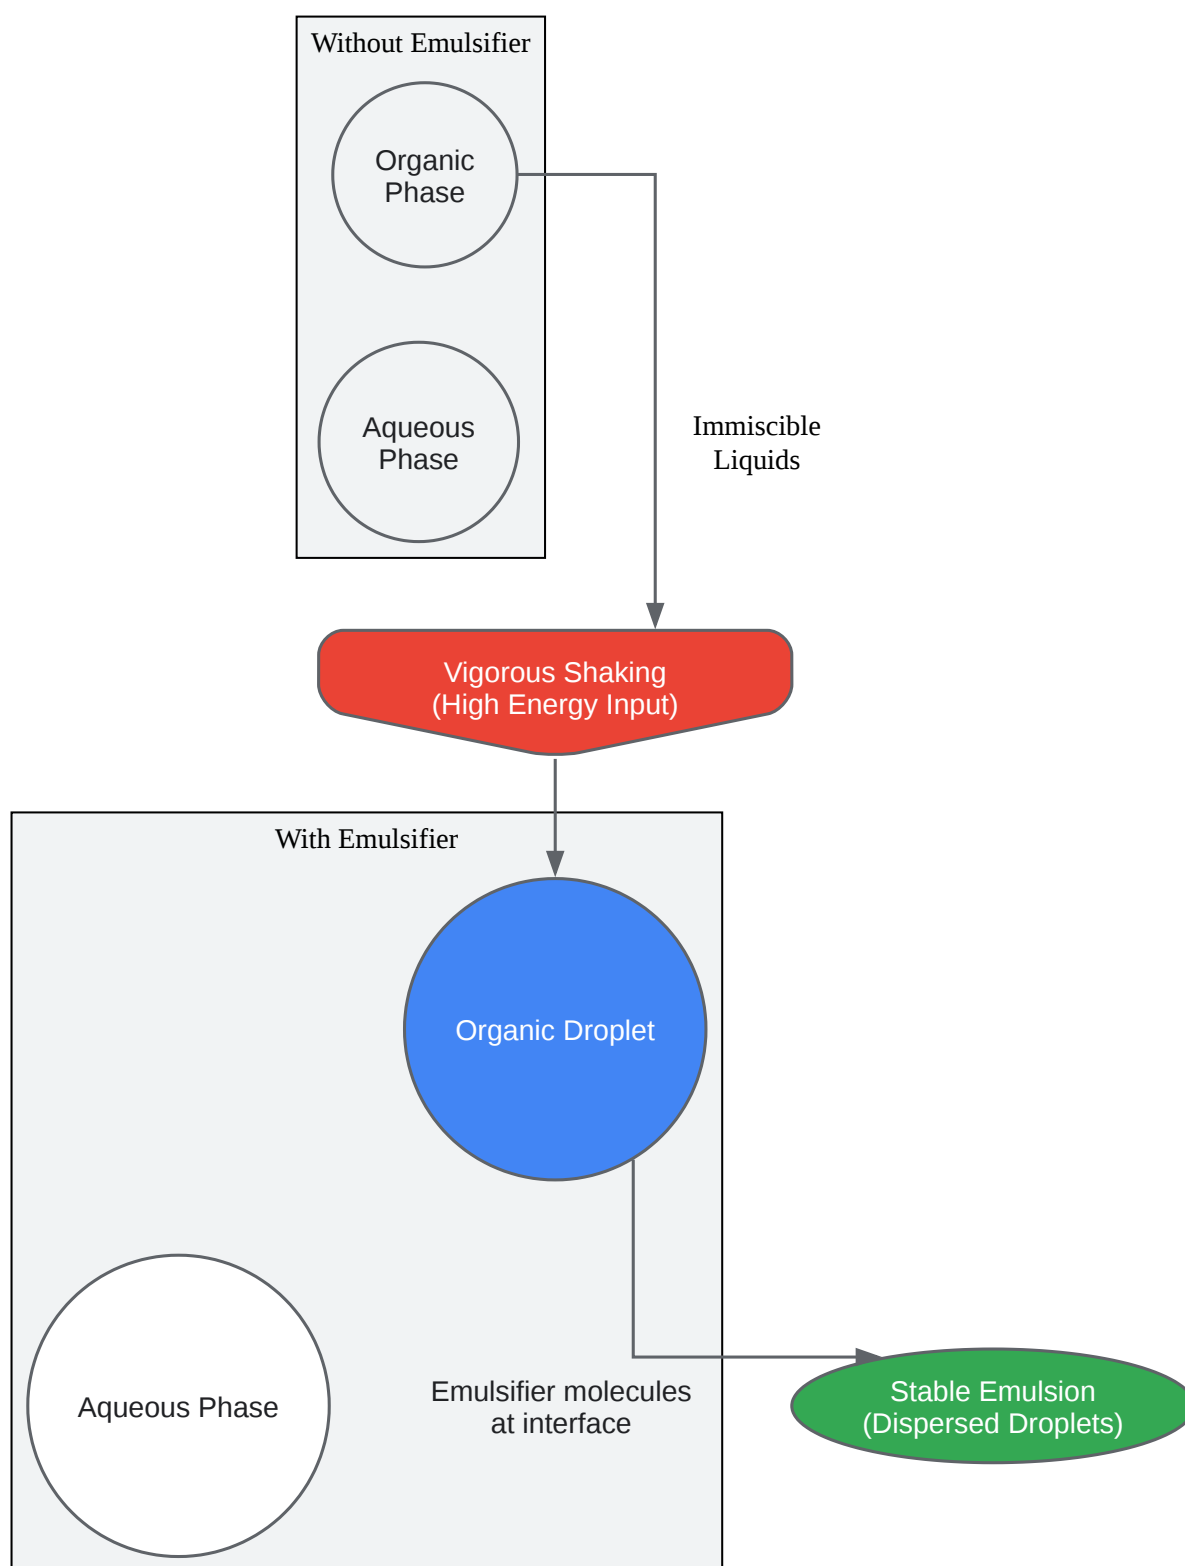 Without Emulsifier
Organic
Phase
Aqueous
Phase
Immiscible
Liquids
Vigorous Shaking
(High Energy Input)
With Emulsifier
Organic Droplet
Aqueous Phase
Emulsifier molecules
at interface
Stable Emulsion
(Dispersed Droplets)